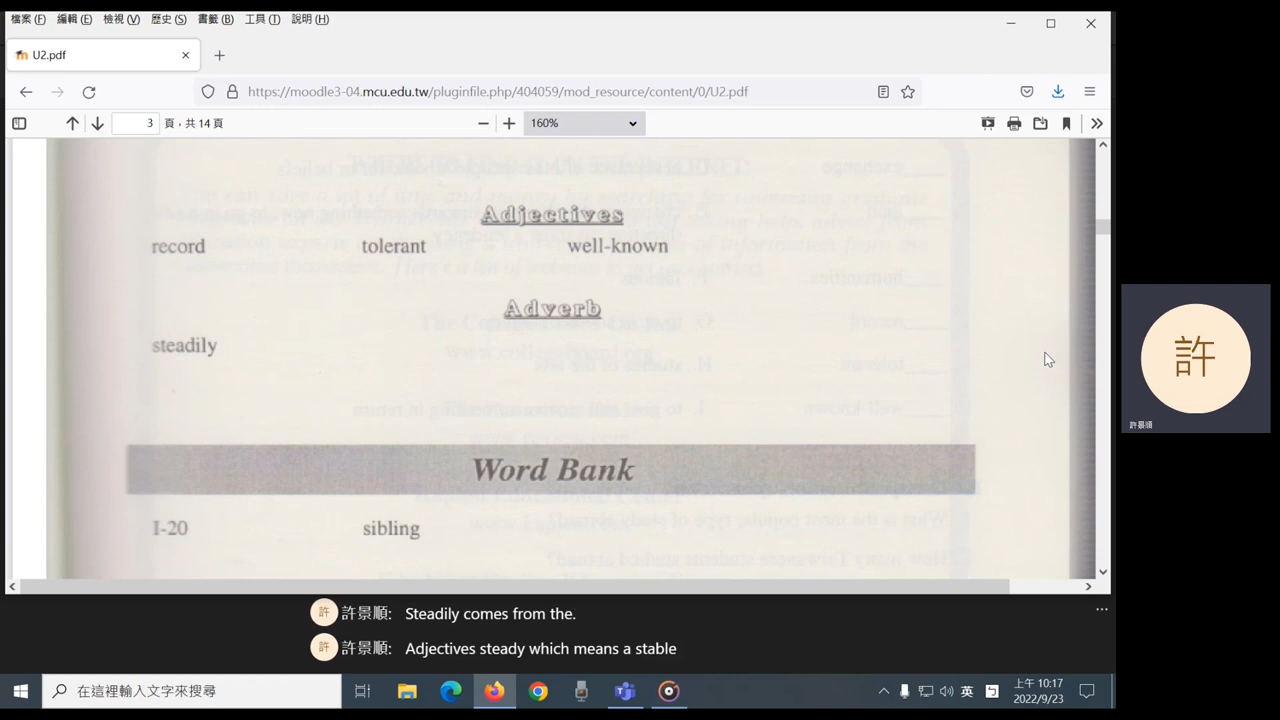 檔案 (F) 編輯 (E) 檢視 (V) 歷史 (S) 書籤 (B) 工具 (T) 說明 (H)
U2.pdf
https://moodle3-04.mcu.edu.tw/pluginfile.php/404059/mod_resource/content/0/U2.pdf
3 頁，共 14 頁
160%
Adjectives
record tolerant well-known
Adverb
steadily
Word Bank
I-20 sibling
許
許景順
許 許景順: Steadily comes from the.
許 許景順: Adjectives steady which means a stable
在這裡輸入文字來搜尋
英
ㄅ
上午 10:17
2022/9/23